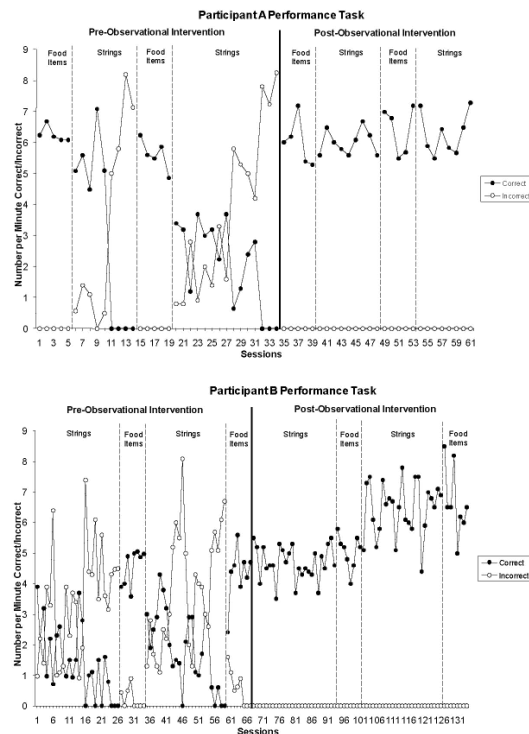 Participant A Performance Task
Pre-Observational Intervention
Post-Observational Intervention
Food Items
Strings
Food Items
Strings
Food Items
Strings
Food Items
Strings
Number per Minute Correct/Incorrect
9
8
7
6
5
4
3
2
1
0
Correct
Incorrect
1 3 5 7 9 11 13 15 17 19 21 23 25 27 29 31 33 35 37 39 41 43 45 47 49 51 53 55 57 59 61
Sessions
Participant B Performance Task
Pre-Observational Intervention
Post-Observational Intervention
Strings
Food Items
Strings
Food Items
Strings
Food Items
Strings
Food Items
Number per Minute Correct/Incorrect
9
8
7
6
5
4
3
2
1
0
Correct
Incorrect
1 6 11 16 21 26 31 36 41 46 51 56 61 66 71 76 81 86 91 96 101 106 111 116 121 126 131
Sessions